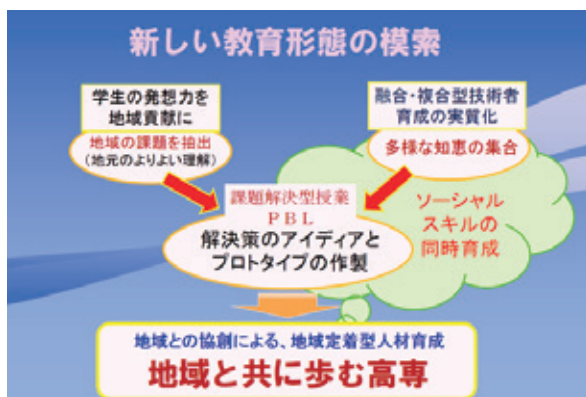 新しい教育形態の模索
学生の発想力を
地域貢献に
地域の課題を抽出
(地元のよりよい理解)
融合・複合型技術者
育成の実質化
多様な知恵の集合
課題解決型授業
PBL
解決策のアイディアと
プロトタイプの作製
ソーシャル
スキルの
同時育成
地域との協創による、地域定着型人材育成
地域と共に歩む高専